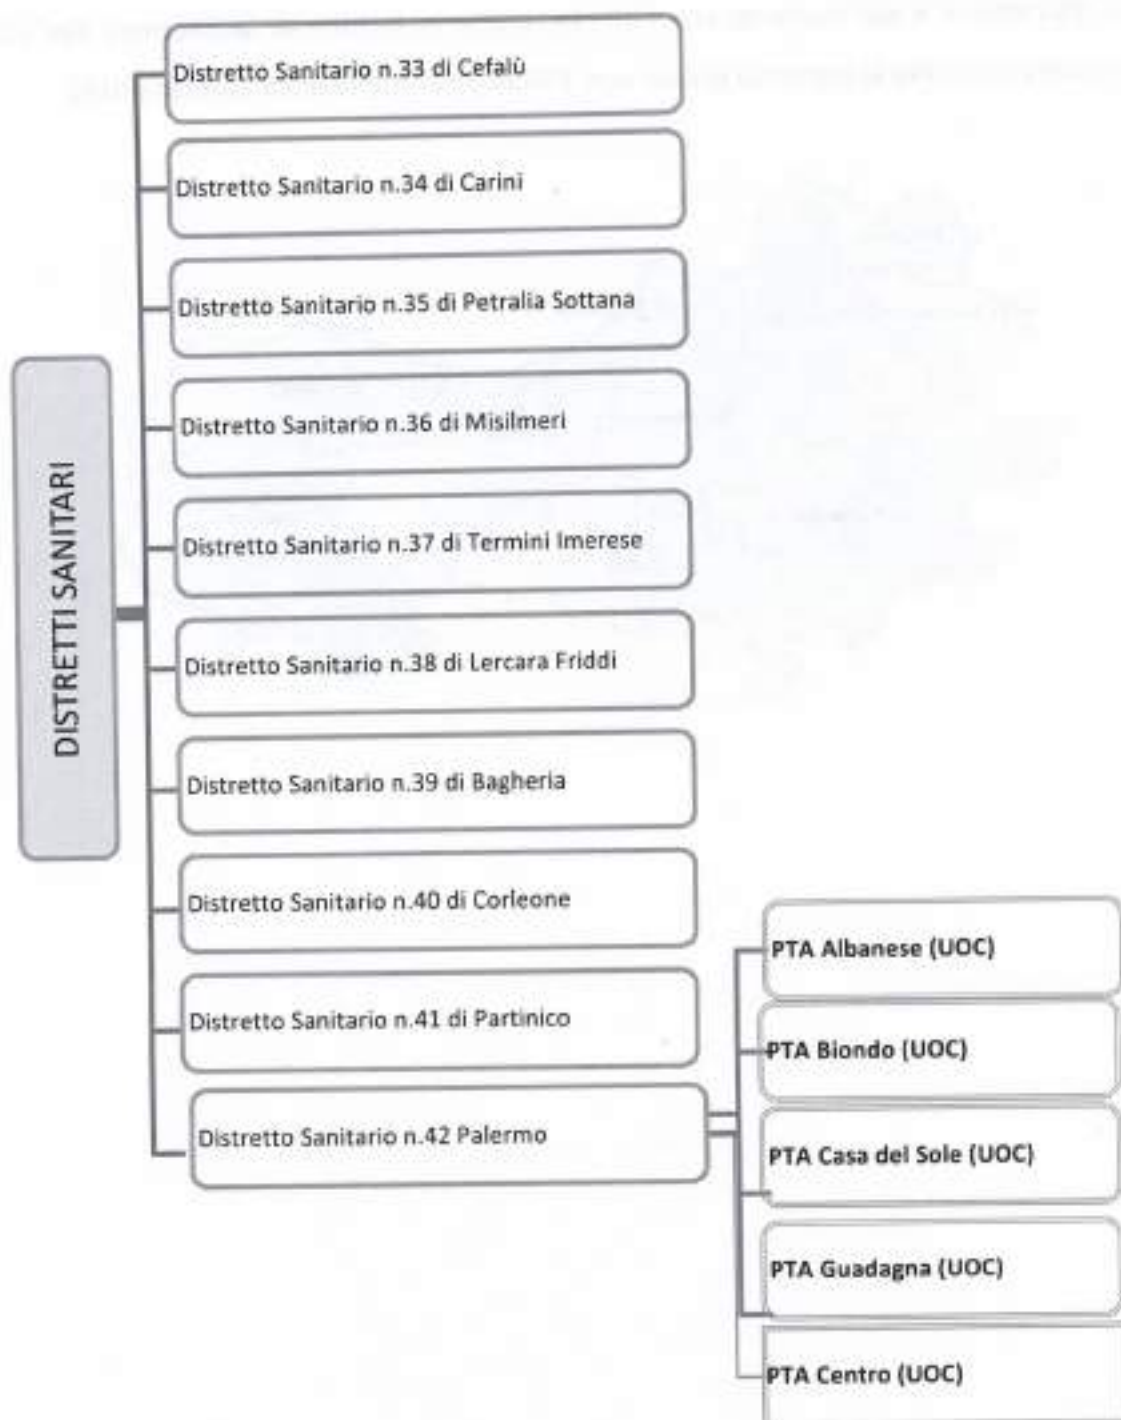 Distretto Sanitario n.33 di Cefalù
Distretto Sanitario n.34 di Carini
Distretto Sanitario n.35 di Petralia Sottana
Distretto Sanitario n.36 di Misilmeri
DISTRETTI SANITARI
Distretto Sanitario n.37 di Termini Imerese
Distretto Sanitario n.38 di Lercara Friddi
Distretto Sanitario n.39 di Bagheria
Distretto Sanitario n.40 di Corleone
Distretto Sanitario n.41 di Partinico
Distretto Sanitario n.42 Palermo
PTA Albanese (UOC)
PTA Biondo (UOC)
PTA Casa del Sole (UOC)
PTA Guadagna (UOC)
PTA Centro (UOC)